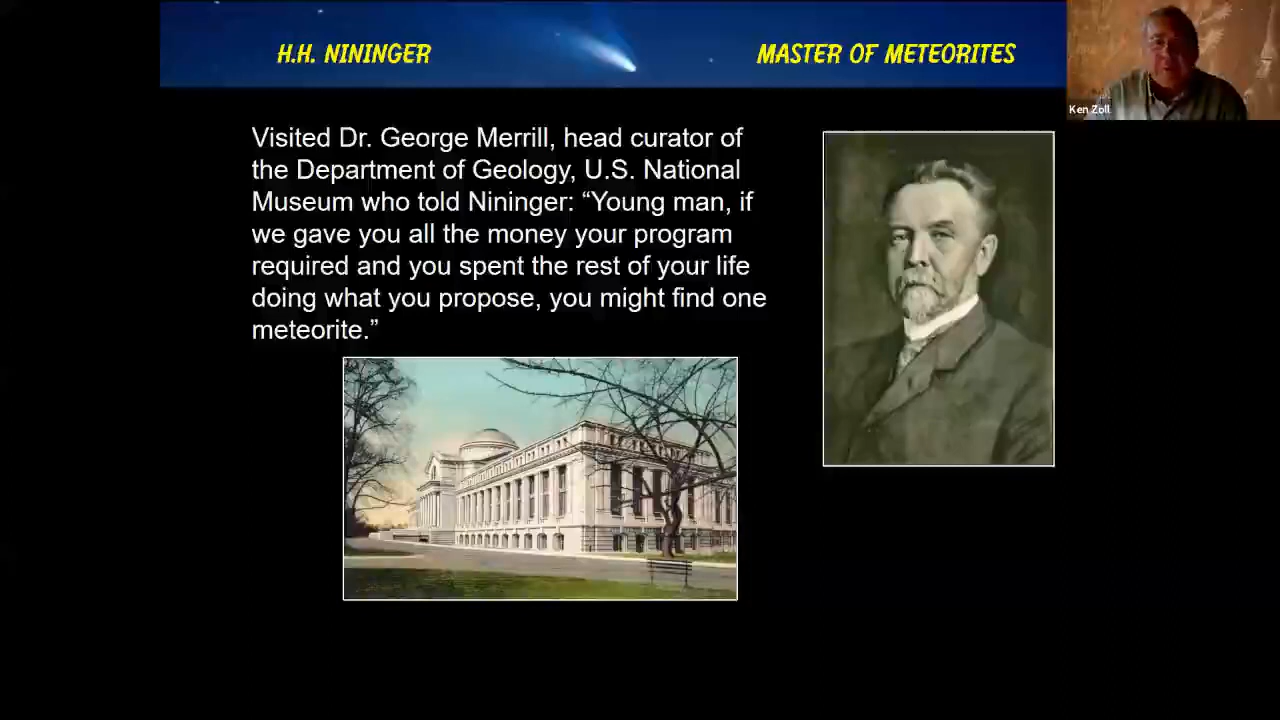 H.H. NININGER
MASTER OF METEORITES
Ken Zoll
Visited Dr. George Merrill, head curator of
the Department of Geology, U.S. National
Museum who told Nininger: “Young man, if
we gave you all the money your program
required and you spent the rest of your life
doing what you propose, you might find one
meteorite.”